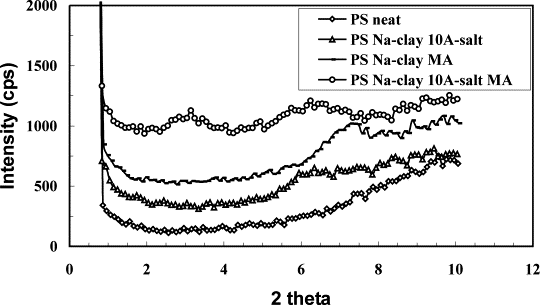 2000
1500
1000
500
0
Intensity (cps)
PS neat
PS Na-clay 10A-salt
PS Na-clay MA
PS Na-clay 10A-salt MA
0 2 4 6 8 10 12
2 theta